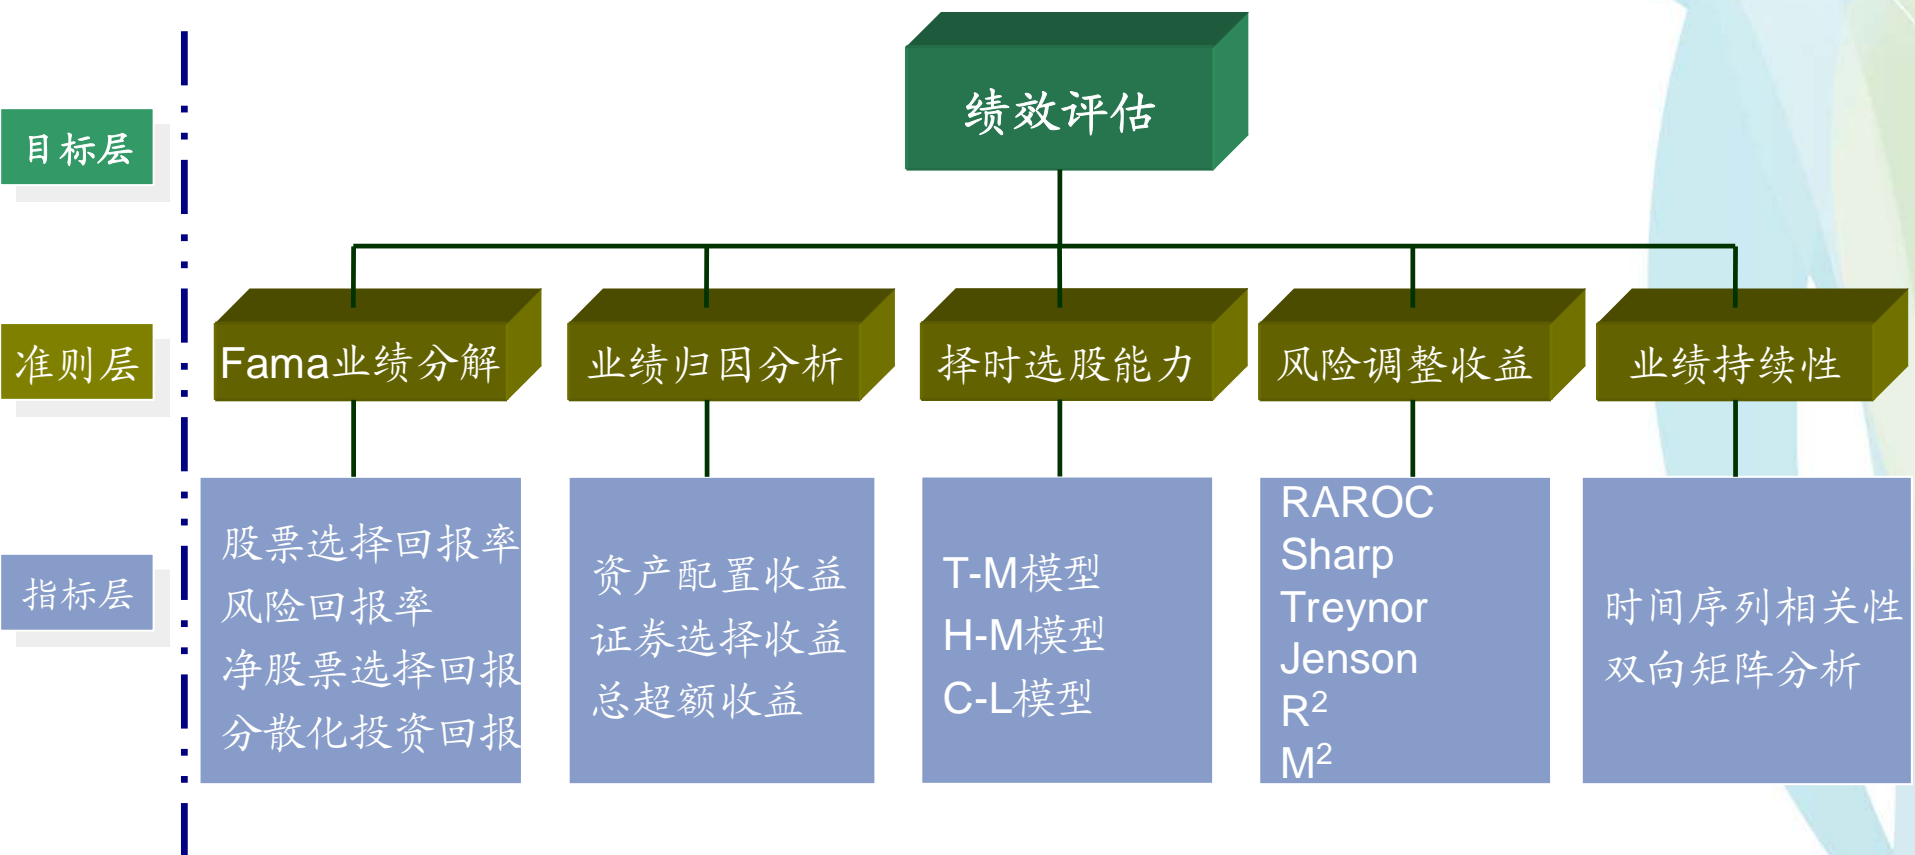 绩效评估
目标层
准则层
Fama业绩分解
业绩归因分析
择时选股能力
风险调整收益
业绩持续性
指标层
股票选择回报率
风险回报率
净股票选择回报
分散化投资回报
资产配置收益
证券选择收益
总超额收益
T-M模型
H-M模型
C-L模型
RAROC
Sharp
Treynor
Jenson
R²
M²
时间序列相关性
双向矩阵分析